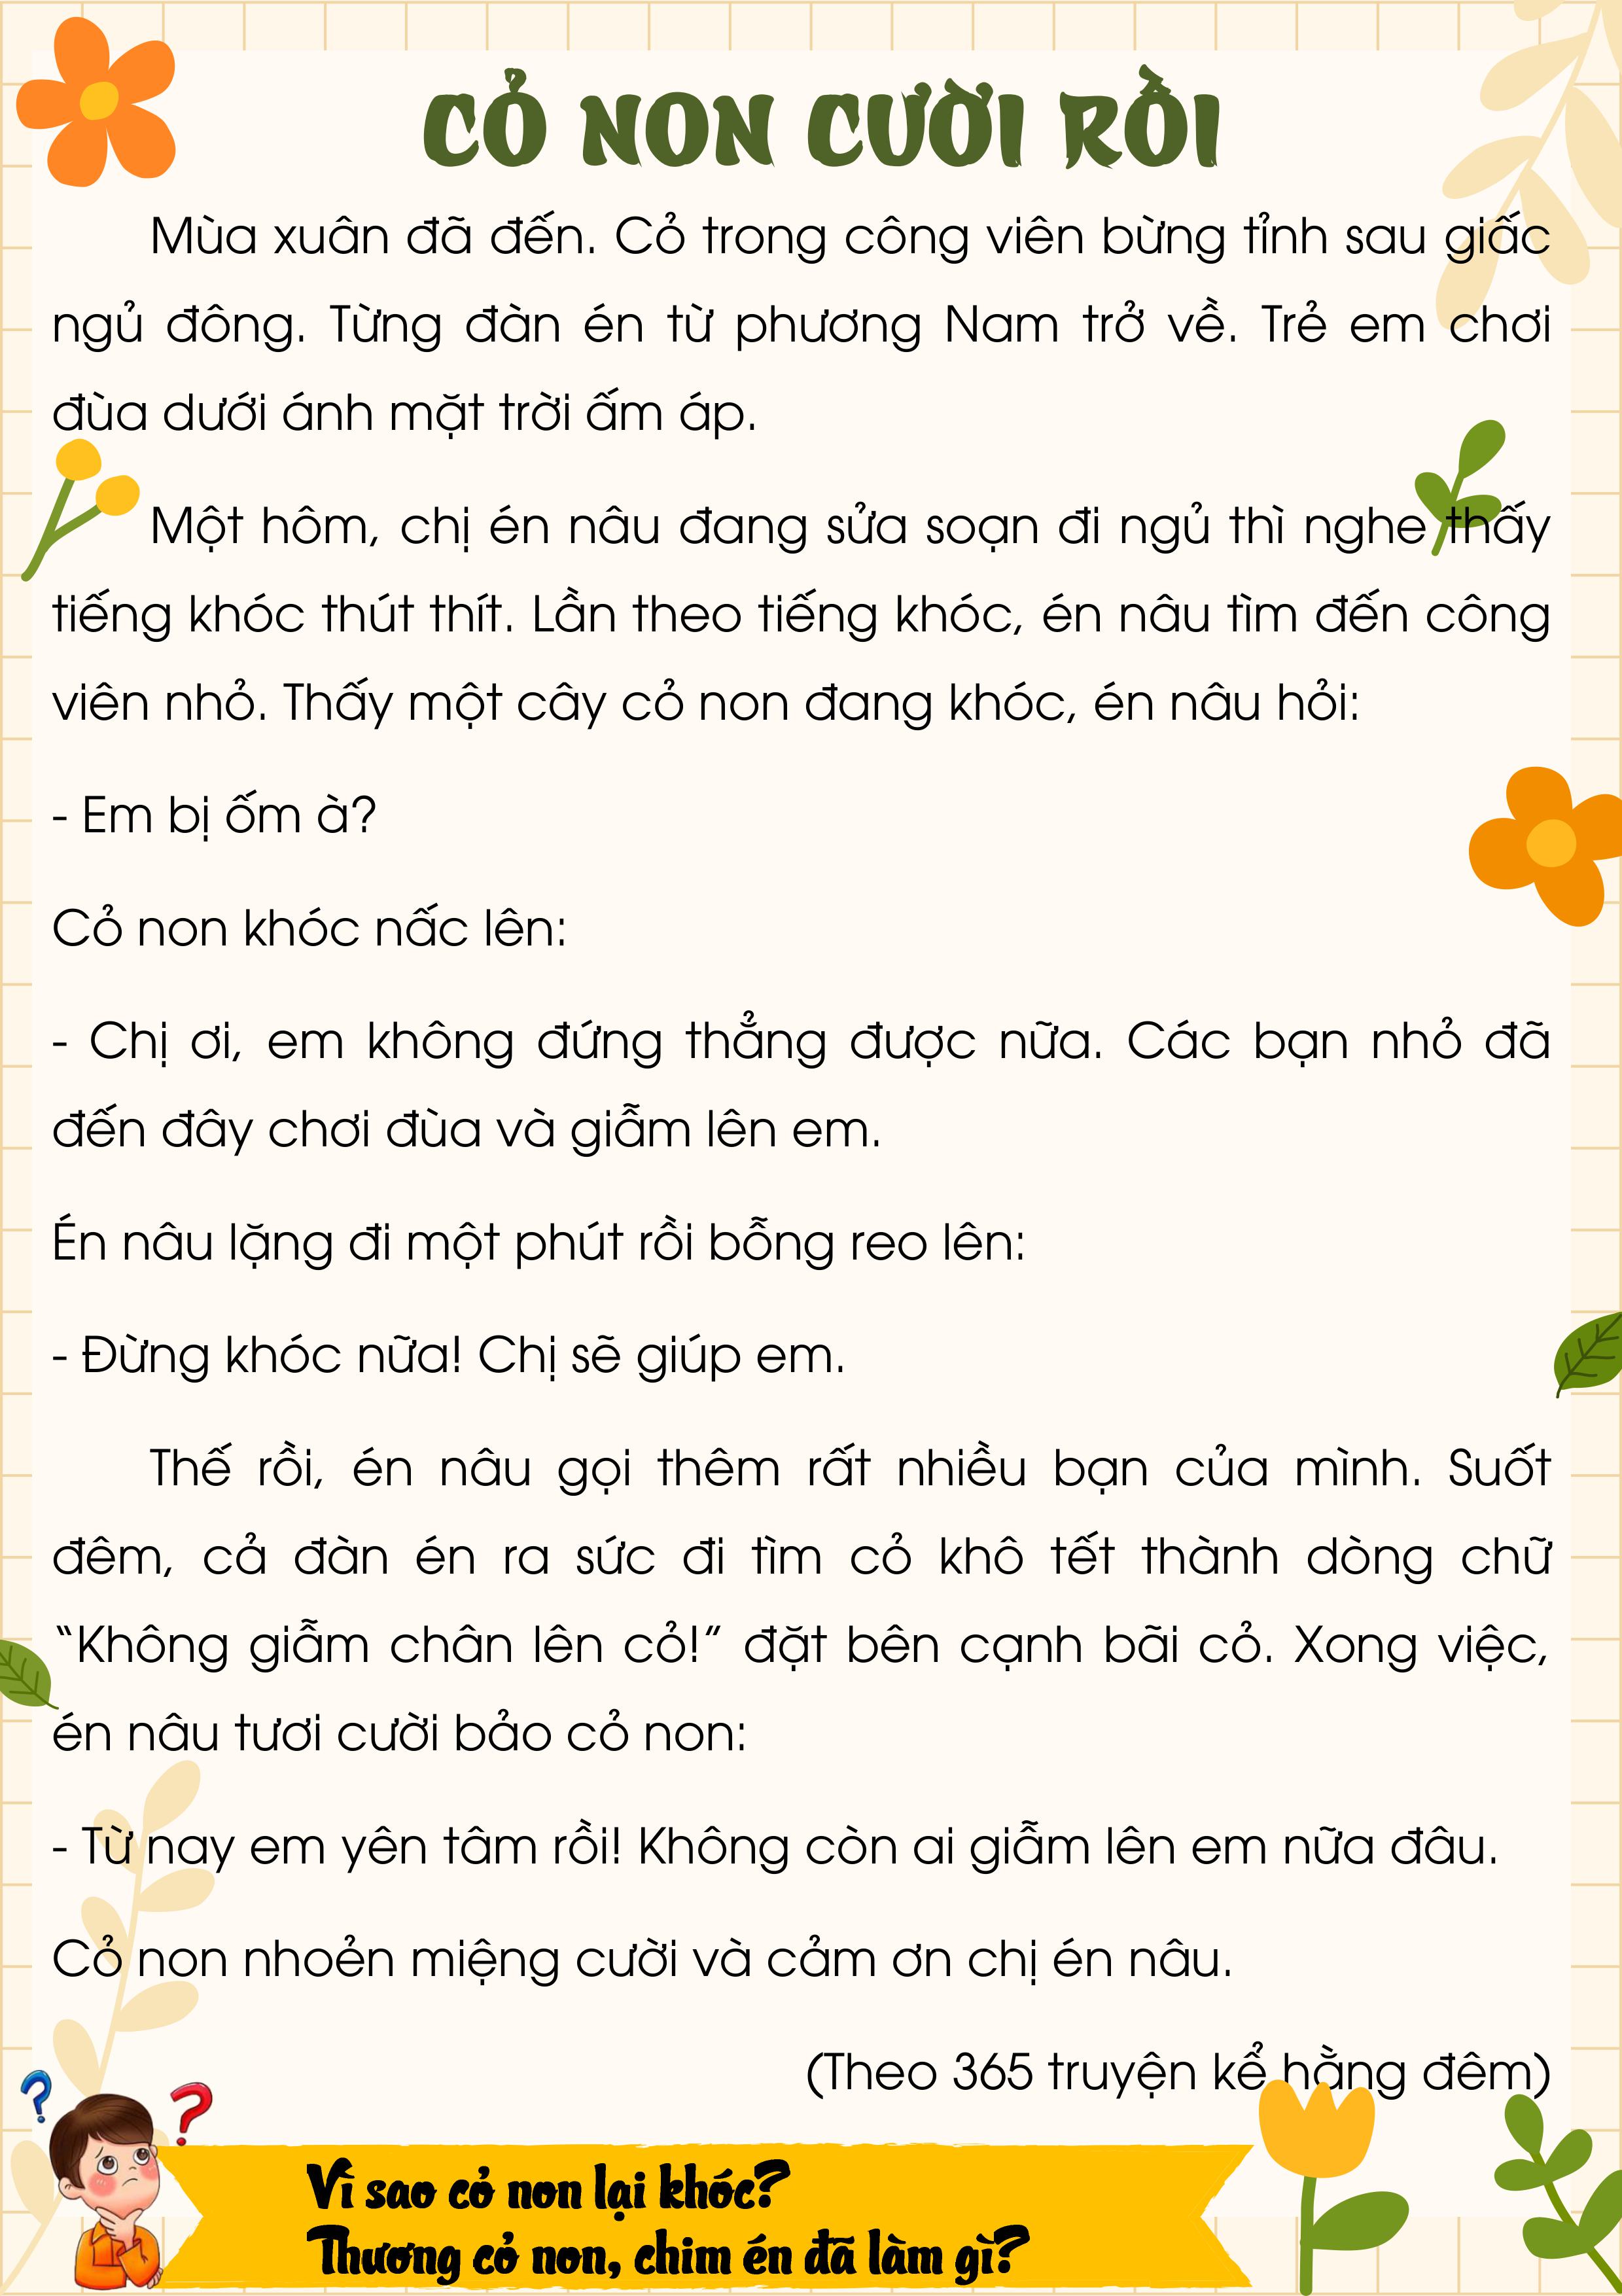 CỎ NON CƯỜI RỒI
Mùa xuân đã đến. Cỏ trong công viên bừng tỉnh sau giấc
ngủ đông. Từng đàn én từ phương Nam trở về. Trẻ em chơi
đùa dưới ánh mặt trời ấm áp.
Một hôm, chị én nâu đang sửa soạn đi ngủ thì nghe thấy
tiếng khóc thút thít. Lần theo tiếng khóc, én nâu tìm đến công
viên nhỏ. Thấy một cây cỏ non đang khóc, én nâu hỏi:
- Em bị ốm à?
Cỏ non khóc nấc lên:
- Chị ơi, em không đứng thẳng được nữa. Các bạn nhỏ đã
đến đây chơi đùa và giẫm lên em.
Én nâu lặng đi một phút rồi bỗng reo lên:
- Đừng khóc nữa! Chị sẽ giúp em.
Thế rồi, én nâu gọi thêm rất nhiều bạn của mình. Suốt
đêm, cả đàn én ra sức đi tìm cỏ khô tết thành dòng chữ
“Không giẫm chân lên cỏ!” đặt bên cạnh bãi cỏ. Xong việc,
én nâu tươi cười bảo cỏ non:
- Từ nay em yên tâm rồi! Không còn ai giẫm lên em nữa đâu.
Cỏ non nhoẻn miệng cười và cảm ơn chị én nâu.
(Theo 365 truyện kể hằng đêm)
? ?
Vì sao cỏ non lại khóc?
Thương cỏ non, chim én đã làm gì?